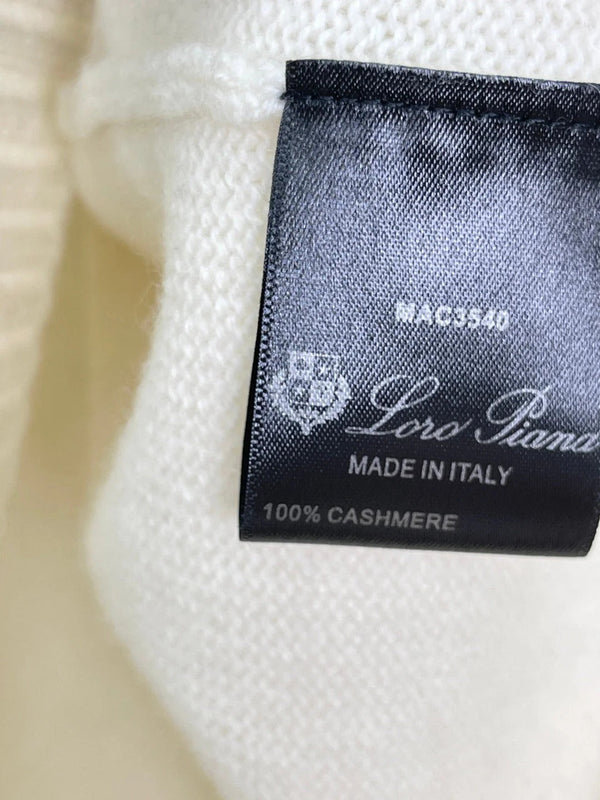 MAC3540
Loro Piana
MADE IN ITALY
100% CASHMERE